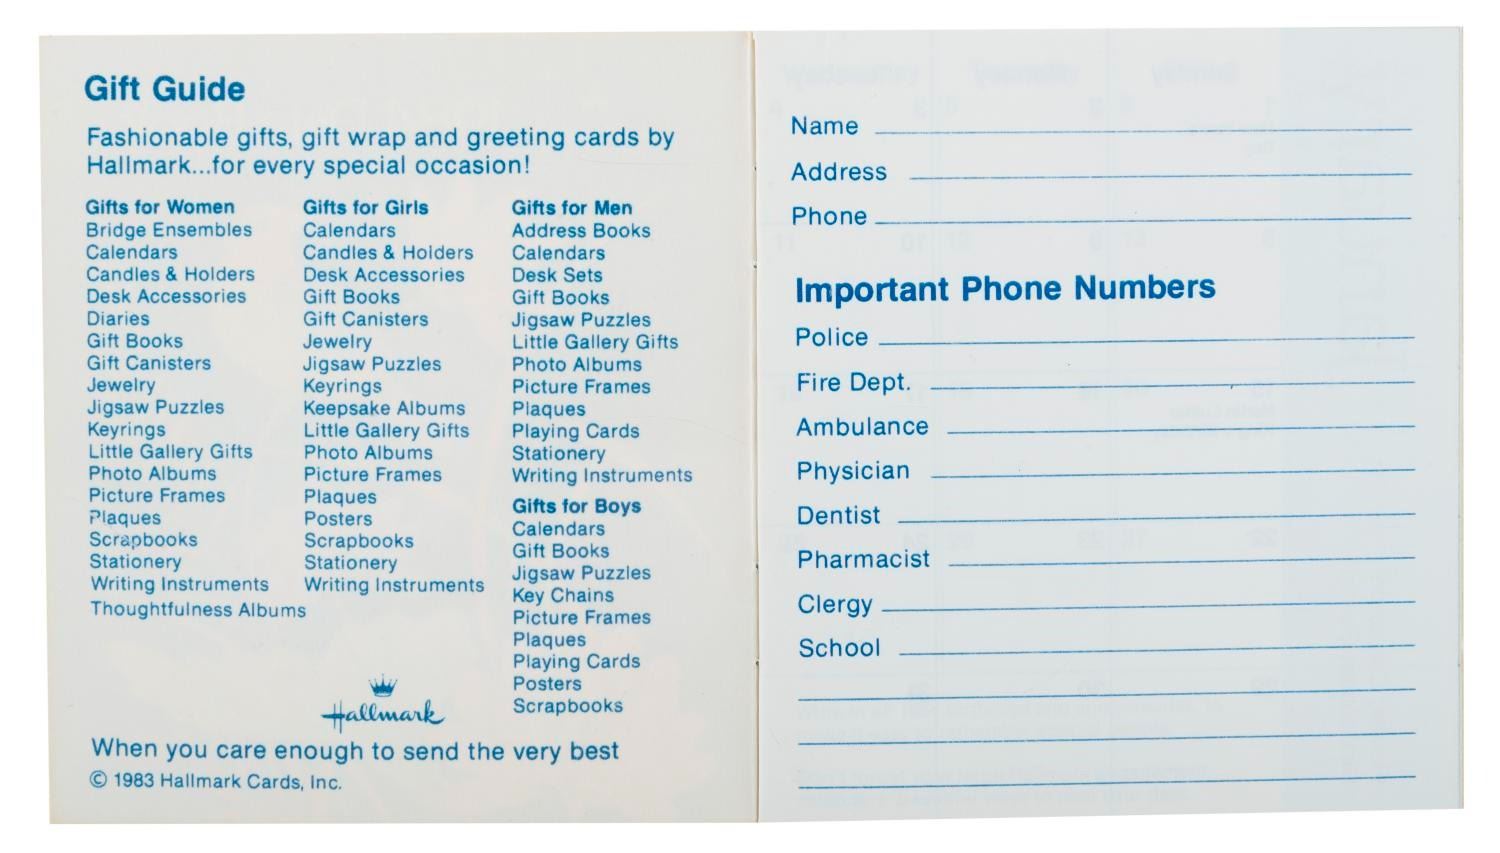 Gift Guide
Fashionable gifts, gift wrap and greeting cards by
Hallmark...for every special occasion!
Gifts for Women
Bridge Ensembles
Calendars
Candles & Holders
Desk Accessories
Diaries
Gift Books
Gift Canisters
Jewelry
Jigsaw Puzzles
Keyrings
Little Gallery Gifts
Photo Albums
Picture Frames
Plaques
Scrapbooks
Stationery
Writing Instruments
Thoughtfulness Albums
Gifts for Girls
Calendars
Candles & Holders
Desk Accessories
Gift Books
Gift Canisters
Jewelry
Jigsaw Puzzles
Keyrings
Keepsake Albums
Little Gallery Gifts
Photo Albums
Picture Frames
Plaques
Posters
Scrapbooks
Stationery
Writing Instruments
Gifts for Men
Address Books
Calendars
Desk Sets
Gift Books
Jigsaw Puzzles
Little Gallery Gifts
Photo Albums
Picture Frames
Plaques
Playing Cards
Stationery
Writing Instruments
Gifts for Boys
Calendars
Gift Books
Jigsaw Puzzles
Key Chains
Picture Frames
Plaques
Playing Cards
Posters
Scrapbooks
Hallmark
When you care enough to send the very best
© 1983 Hallmark Cards, Inc.
Name
Address
Phone
Important Phone Numbers
Police
Fire Dept.
Ambulance
Physician
Dentist
Pharmacist
Clergy
School